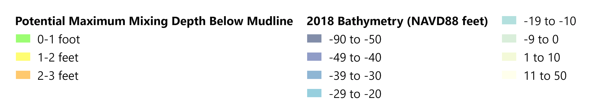 Potential Maximum Mixing Depth Below Mudline
0-1 foot
1-2 feet
2-3 feet
2018 Bathymetry (NAVD88 feet)
-90 to -50
-49 to -40
-39 to -30
-29 to -20
-19 to -10
-9 to 0
1 to 10
11 to 50